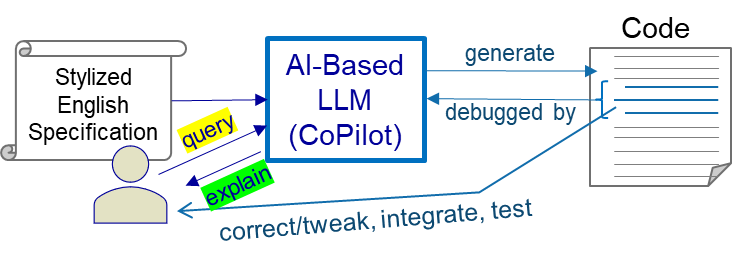 Code
Stylized
English
Specification
AI-Based
LLM
(CoPilot)
generate
debugged by
query
explain
correct/tweak, integrate, test